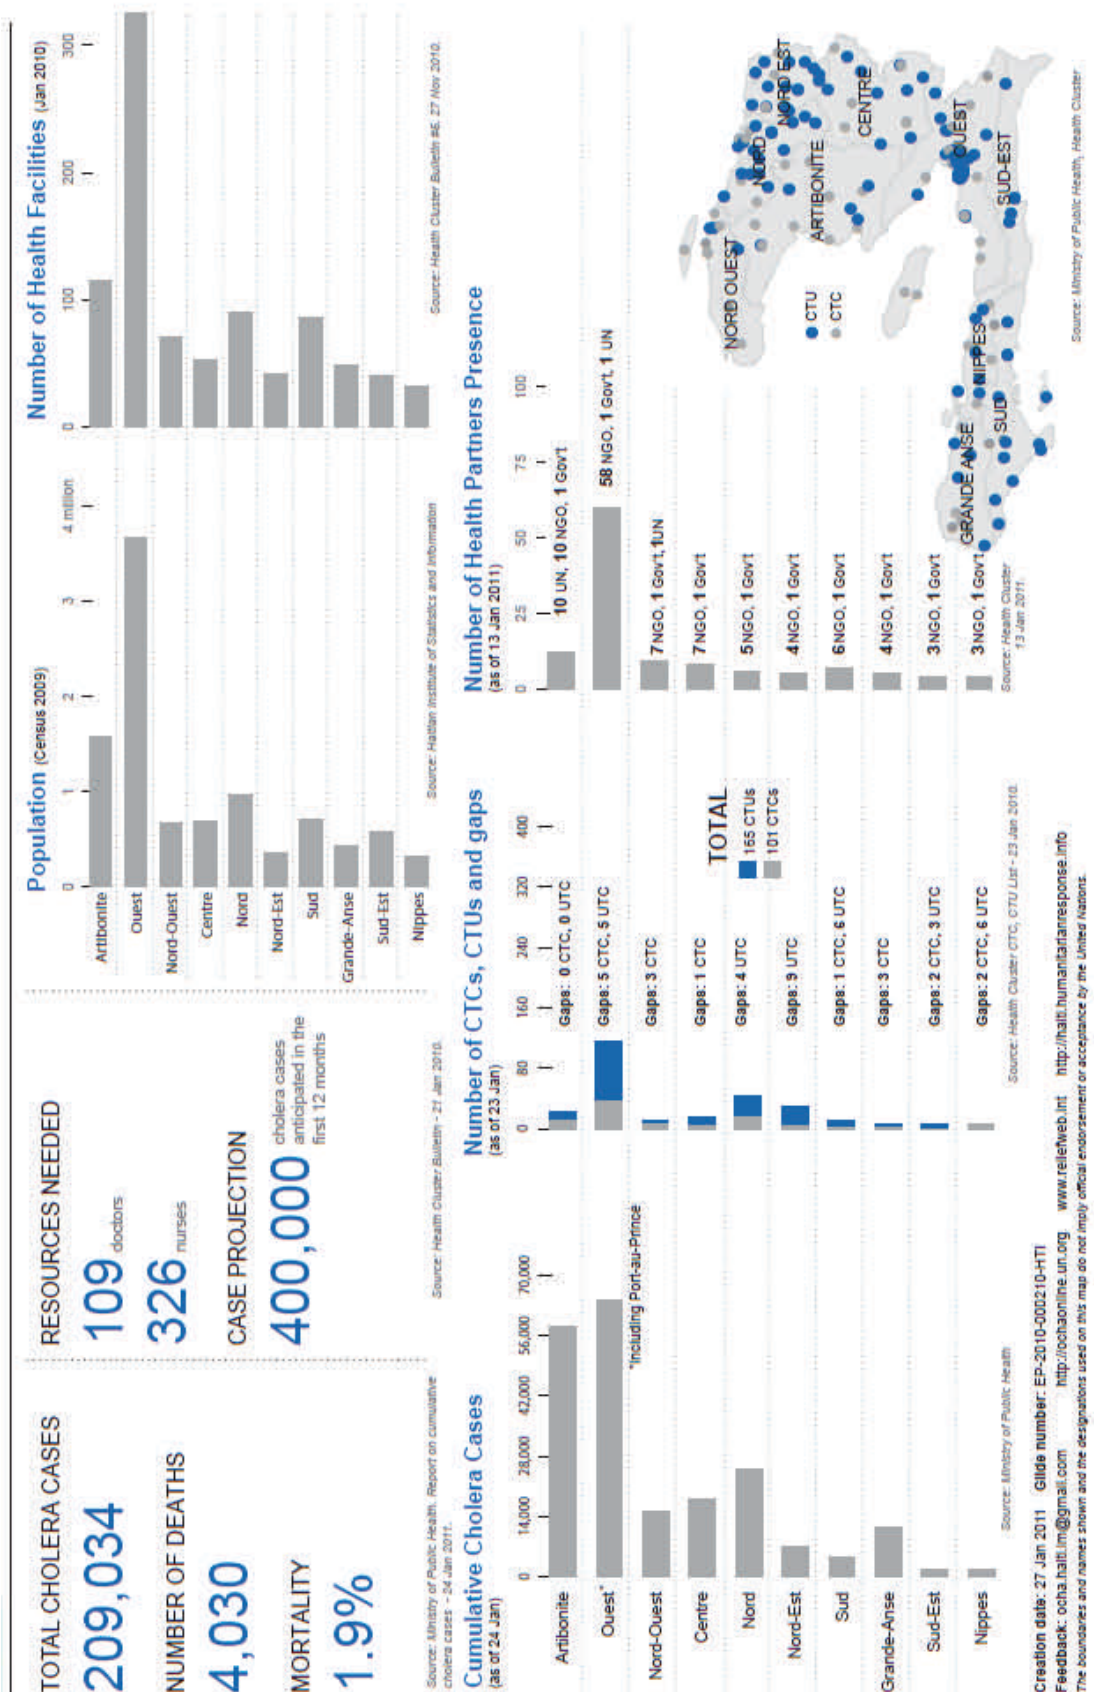 TOTAL CHOLERA CASES
209,034
NUMBER OF DEATHS
4,030
MORTALITY
1.9%
Source: Ministry of Public Health. Report on cumulative
cholera cases - 24 Jan 2011.
RESOURCES NEEDED
109 doctors
326 nurses
CASE PROJECTION
400,000 cholera cases
anticipated in the
first 12 months
Source: Health Cluster Bulletin - 21 Jan 2010.
Population (Census 2009)
0 1 2 3 4 million
Artibonite
Ouest
Nord-Ouest
Centre
Nord
Nord-Est
Sud
Grande-Anse
Sud-Est
Nippes
Source: Haitian Institute of Statistics and Information
Number of Health Facilities (Jan 2010)
0 100 200 300
Source: Health Cluster Bulletin #6, 27 Nov 2010.
Cumulative Cholera Cases
(as of 24 Jan)
0 14,000 28,000 42,000 56,000 70,000
Artibonite
Ouest*
*Including Port-au-Prince
Nord-Ouest
Centre
Nord
Nord-Est
Sud
Grande-Anse
Sud-Est
Nippes
Source: Ministry of Public Health
Number of CTCs, CTUs and gaps
(as of 23 Jan)
0 80 160 240 320 400
Gaps: 0 CTC, 0 UTC
Gaps: 5 CTC, 5 UTC
Gaps: 3 CTC
Gaps: 1 CTC
Gaps: 4 UTC
Gaps: 9 UTC
Gaps: 1 CTC, 6 UTC
Gaps: 3 CTC
Gaps: 2 CTC, 3 UTC
Gaps: 2 CTC, 6 UTC
TOTAL
165 CTUs
101 CTCs
Source: Health Cluster CTC, CTU List - 23 Jan 2010.
Number of Health Partners Presence
(as of 13 Jan 2011)
0 25 50 75 100
10 UN, 10 NGO, 1 Gov't
58 NGO, 1 Gov't, 1 UN
7 NGO, 1 Gov't, 1UN
7 NGO, 1 Gov't
5 NGO, 1 Gov't
4 NGO, 1 Gov't
6 NGO, 1 Gov't
4 NGO, 1 Gov't
3 NGO, 1 Gov't
3 NGO, 1 Gov't
Source: Health Cluster
13 Jan 2011.
NORD OUEST
NORD
NORD EST
ARTIBONITE
CENTRE
CTU
CTC
OUEST
SUD-EST
GRANDE ANSE
NIPPES
SUD
Source: Ministry of Public Health, Health Cluster
Creation date: 27 Jan 2011 Glide number: EP-2010-000210-HTI
Feedback: ocha.haiti.im@gmail.com http://ochaonline.un.org www.reliefweb.int http://haiti.humanitarianresponse.info
The boundaries and names shown and the designations used on this map do not imply official endorsement or acceptance by the United Nations.